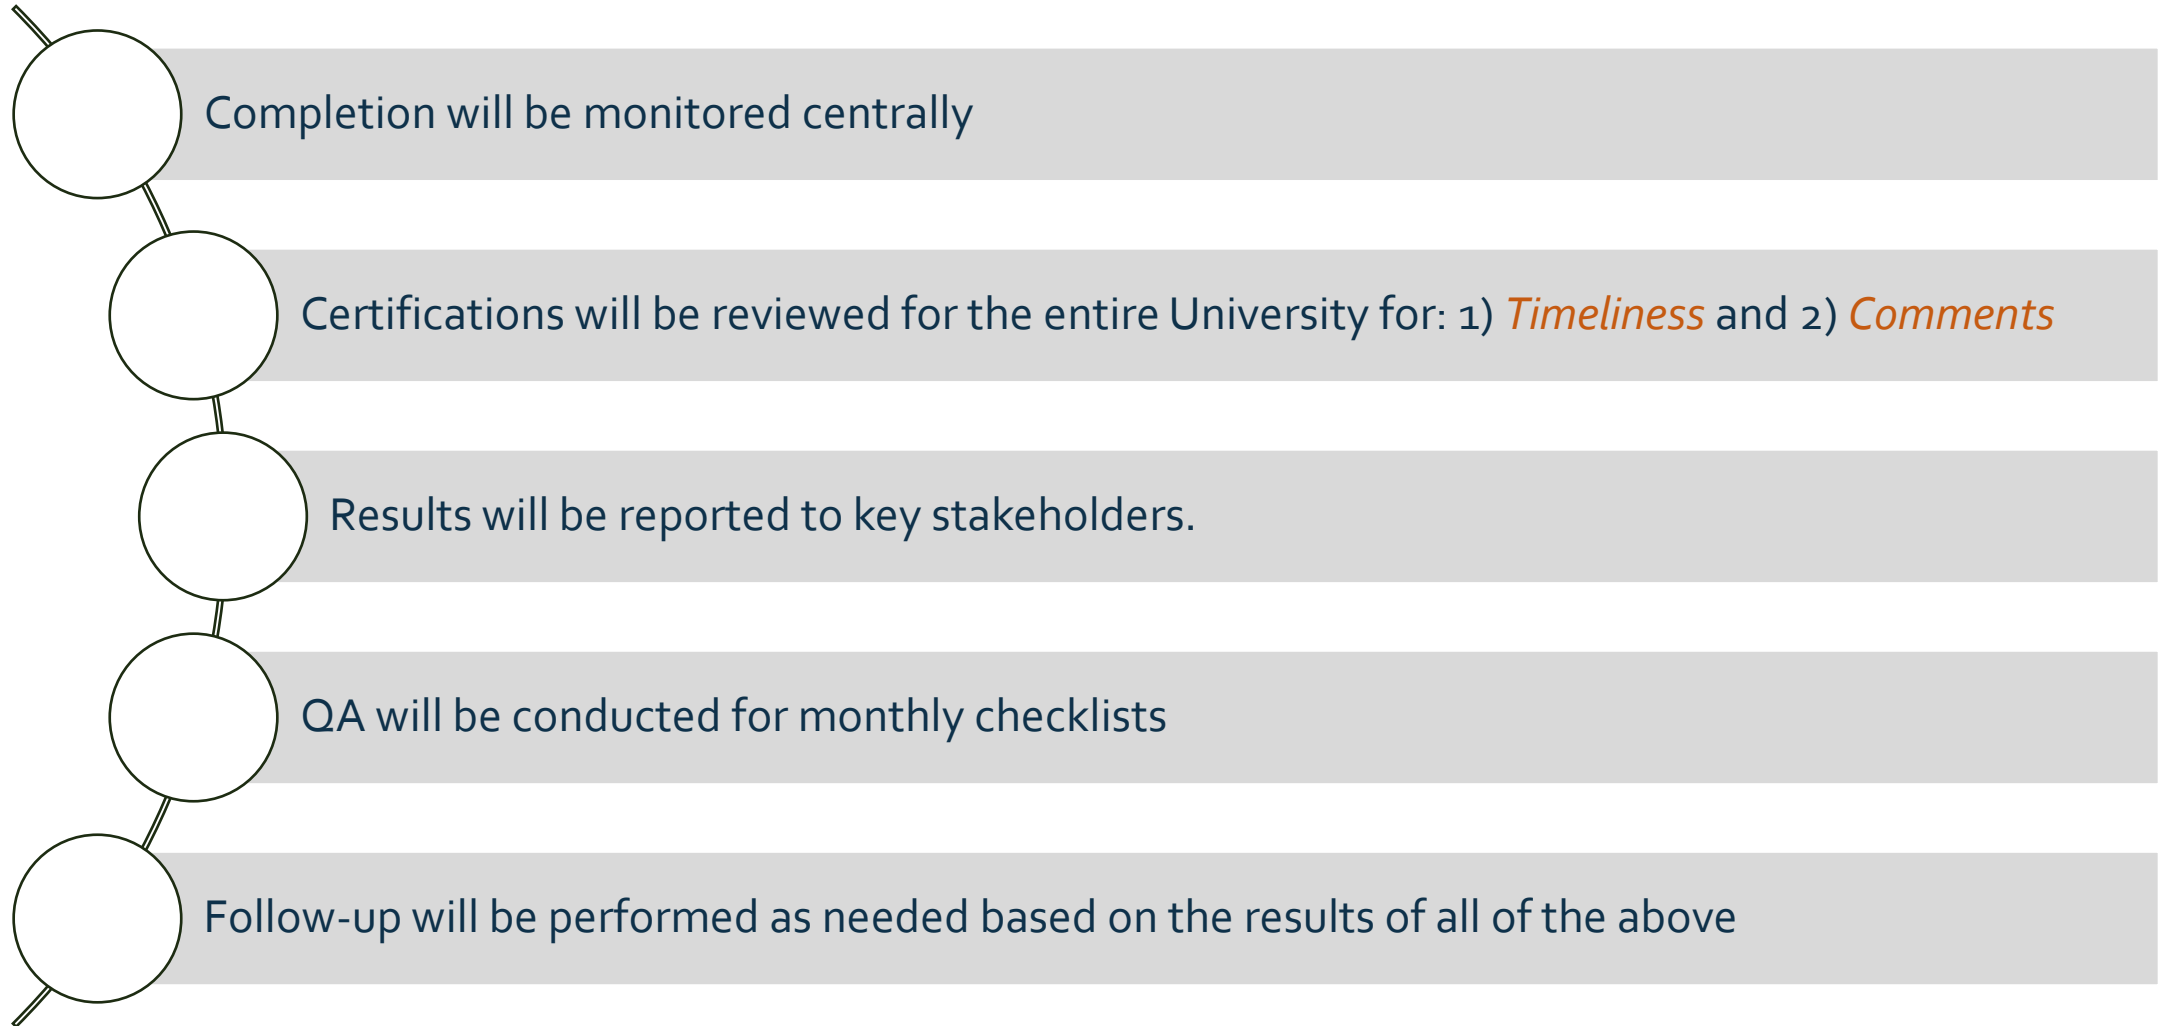 Completion will be monitored centrally
Certifications will be reviewed for the entire University for: 1) Timeliness and 2) Comments
Results will be reported to key stakeholders.
QA will be conducted for monthly checklists
Follow-up will be performed as needed based on the results of all of the above